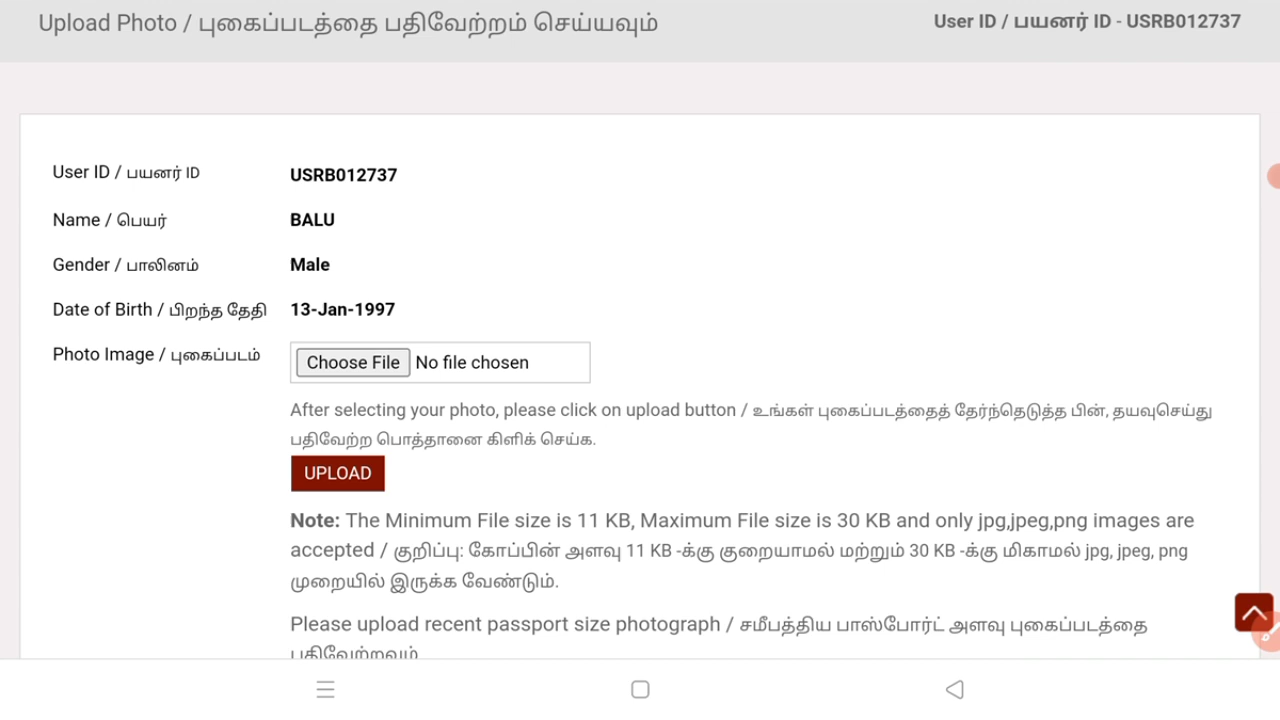 Upload Photo / புகைப்படத்தை பதிவேற்றம் செய்யவும்
User ID / பயனர் ID - USRB012737
User ID / பயனர் ID
USRB012737
Name / பெயர்
BALU
Gender / பாலினம்
Male
Date of Birth / பிறந்த தேதி
13-Jan-1997
Photo Image / புகைப்படம்
Choose File No file chosen
After selecting your photo, please click on upload button / உங்கள் புகைப்படத்தைத் தேர்ந்தெடுத்த பின், தயவுசெய்து
பதிவேற்ற பொத்தானை கிளிக் செய்க.
UPLOAD
Note: The Minimum File size is 11 KB, Maximum File size is 30 KB and only jpg,jpeg,png images are
accepted / குறிப்பு: கோப்பின் அளவு 11 KB -க்கு குறையாமல் மற்றும் 30 KB -க்கு மிகாமல் jpg, jpeg, png
முறையில் இருக்க வேண்டும்.
Please upload recent passport size photograph / சமீபத்திய பாஸ்போர்ட் அளவு புகைப்படத்தை
பதிவேற்றவும்